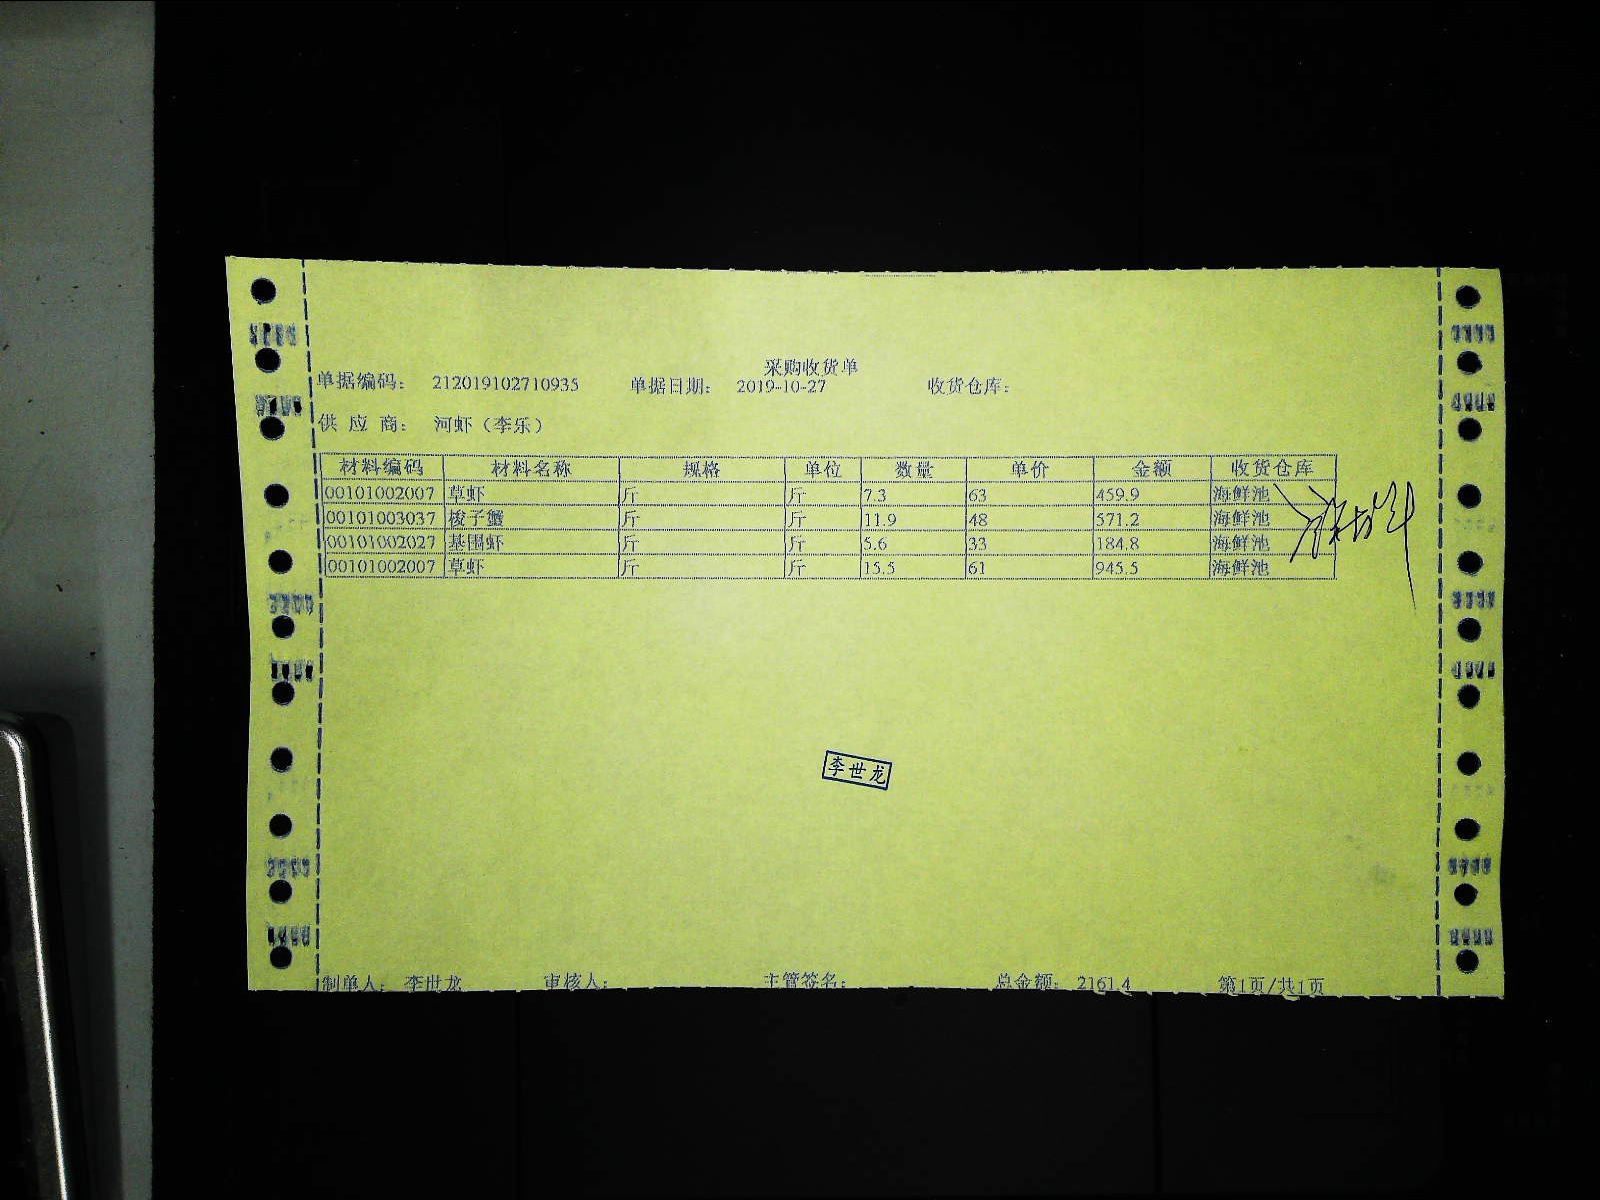 采购收货单
单据编码： 212019102710935 单据日期： 2019-10-27 收货仓库：
供 应 商： 河虾（李乐）
材料编码 材料名称 规格 单位 数量 单价 金额 收货仓库
00101002007 草虾 斤 斤 7.3 63 459.9 海鲜池
00101003037 梭子蟹 斤 斤 11.9 48 571.2 海鲜池
00101002027 基围虾 斤 斤 5.6 33 184.8 海鲜池
00101002007 草虾 斤 斤 15.5 61 945.5 海鲜池
李世龙
制单人： 李世龙 审核人： 主管签名： 总金额： 2161.4 第1页/共1页